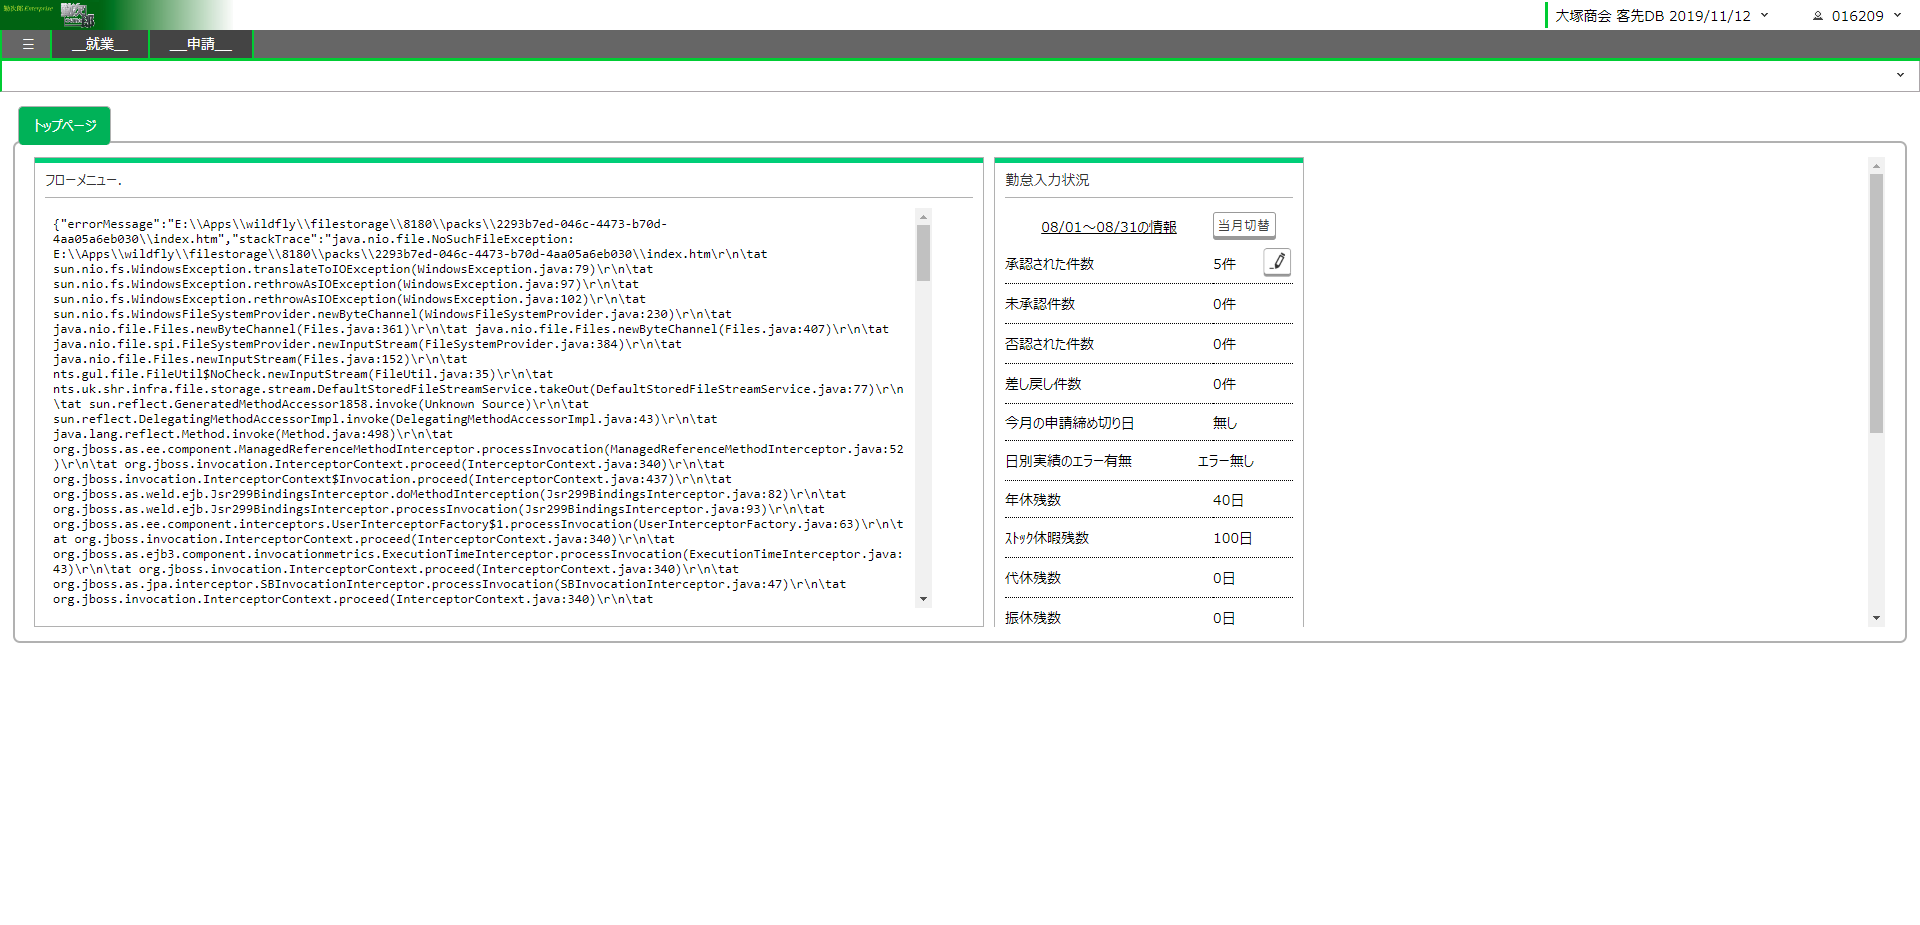 勤次郎 Enterprise
大塚商会 客先DB 2019/11/12
016209
☰ __就業__ __申請__
トップページ
フローメニュー.
{"errorMessage":"E:\\Apps\\wildfly\\filestorage\\8180\\packs\\2293b7ed-046c-4473-b70d-
4aa05a6eb030\\index.htm","stackTrace":"java.nio.file.NoSuchFileException:
E:\\Apps\\wildfly\\filestorage\\8180\\packs\\2293b7ed-046c-4473-b70d-4aa05a6eb030\\index.htm\r\n\tat
sun.nio.fs.WindowsException.translateToIOException(WindowsException.java:79)\r\n\tat
sun.nio.fs.WindowsException.rethrowAsIOException(WindowsException.java:97)\r\n\tat
sun.nio.fs.WindowsException.rethrowAsIOException(WindowsException.java:102)\r\n\tat
sun.nio.fs.WindowsFileSystemProvider.newByteChannel(WindowsFileSystemProvider.java:230)\r\n\tat
java.nio.file.Files.newByteChannel(Files.java:361)\r\n\tat java.nio.file.Files.newByteChannel(Files.java:407)\r\n\tat
java.nio.file.spi.FileSystemProvider.newInputStream(FileSystemProvider.java:384)\r\n\tat
java.nio.file.Files.newInputStream(Files.java:152)\r\n\tat
nts.gul.file.FileUtil$NoCheck.newInputStream(FileUtil.java:35)\r\n\tat
nts.uk.shr.infra.file.storage.stream.DefaultStoredFileStreamService.takeOut(DefaultStoredFileStreamService.java:77)\r\n
\tat sun.reflect.GeneratedMethodAccessor1858.invoke(Unknown Source)\r\n\tat
sun.reflect.DelegatingMethodAccessorImpl.invoke(DelegatingMethodAccessorImpl.java:43)\r\n\tat
java.lang.reflect.Method.invoke(Method.java:498)\r\n\tat
org.jboss.as.ee.component.ManagedReferenceMethodInterceptor.processInvocation(ManagedReferenceMethodInterceptor.java:52
)\r\n\tat org.jboss.invocation.InterceptorContext.proceed(InterceptorContext.java:340)\r\n\tat
org.jboss.invocation.InterceptorContext$Invocation.proceed(InterceptorContext.java:437)\r\n\tat
org.jboss.as.weld.ejb.Jsr299BindingsInterceptor.doMethodInterception(Jsr299BindingsInterceptor.java:82)\r\n\tat
org.jboss.as.weld.ejb.Jsr299BindingsInterceptor.processInvocation(Jsr299BindingsInterceptor.java:93)\r\n\tat
org.jboss.as.ee.component.interceptors.UserInterceptorFactory$1.processInvocation(UserInterceptorFactory.java:63)\r\n\t
at org.jboss.invocation.InterceptorContext.proceed(InterceptorContext.java:340)\r\n\tat
org.jboss.as.ejb3.component.invocationmetrics.ExecutionTimeInterceptor.processInvocation(ExecutionTimeInterceptor.java:
43)\r\n\tat org.jboss.invocation.InterceptorContext.proceed(InterceptorContext.java:340)\r\n\tat
org.jboss.as.jpa.interceptor.SBInvocationInterceptor.processInvocation(SBInvocationInterceptor.java:47)\r\n\tat
org.jboss.invocation.InterceptorContext.proceed(InterceptorContext.java:340)\r\n\tat
勤怠入力状況
08/01～08/31の情報 当月切替
承認された件数 5件
未承認件数 0件
否認された件数 0件
差し戻し件数 0件
今月の申請締め切り日 無し
日別実績のエラー有無 エラー無し
年休残数 40日
ｽﾄｯｸ休暇残数 100日
代休残数 0日
振休残数 0日